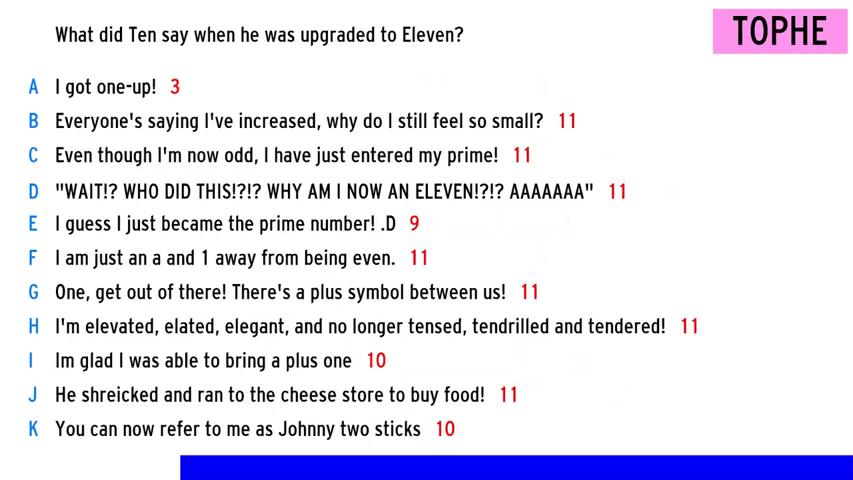 What did Ten say when he was upgraded to Eleven?
TOPHE
A I got one-up! 3
B Everyone's saying I've increased, why do I still feel so small? 11
C Even though I'm now odd, I have just entered my prime! 11
D "WAIT!? WHO DID THIS!?!? WHY AM I NOW AN ELEVEN!?!? AAAAAAA" 11
E I guess I just became the prime number! .D 9
F I am just an a and 1 away from being even. 11
G One, get out of there! There's a plus symbol between us! 11
H I'm elevated, elated, elegant, and no longer tensed, tendrilled and tendered! 11
I Im glad I was able to bring a plus one 10
J He shreicked and ran to the cheese store to buy food! 11
K You can now refer to me as Johnny two sticks 10